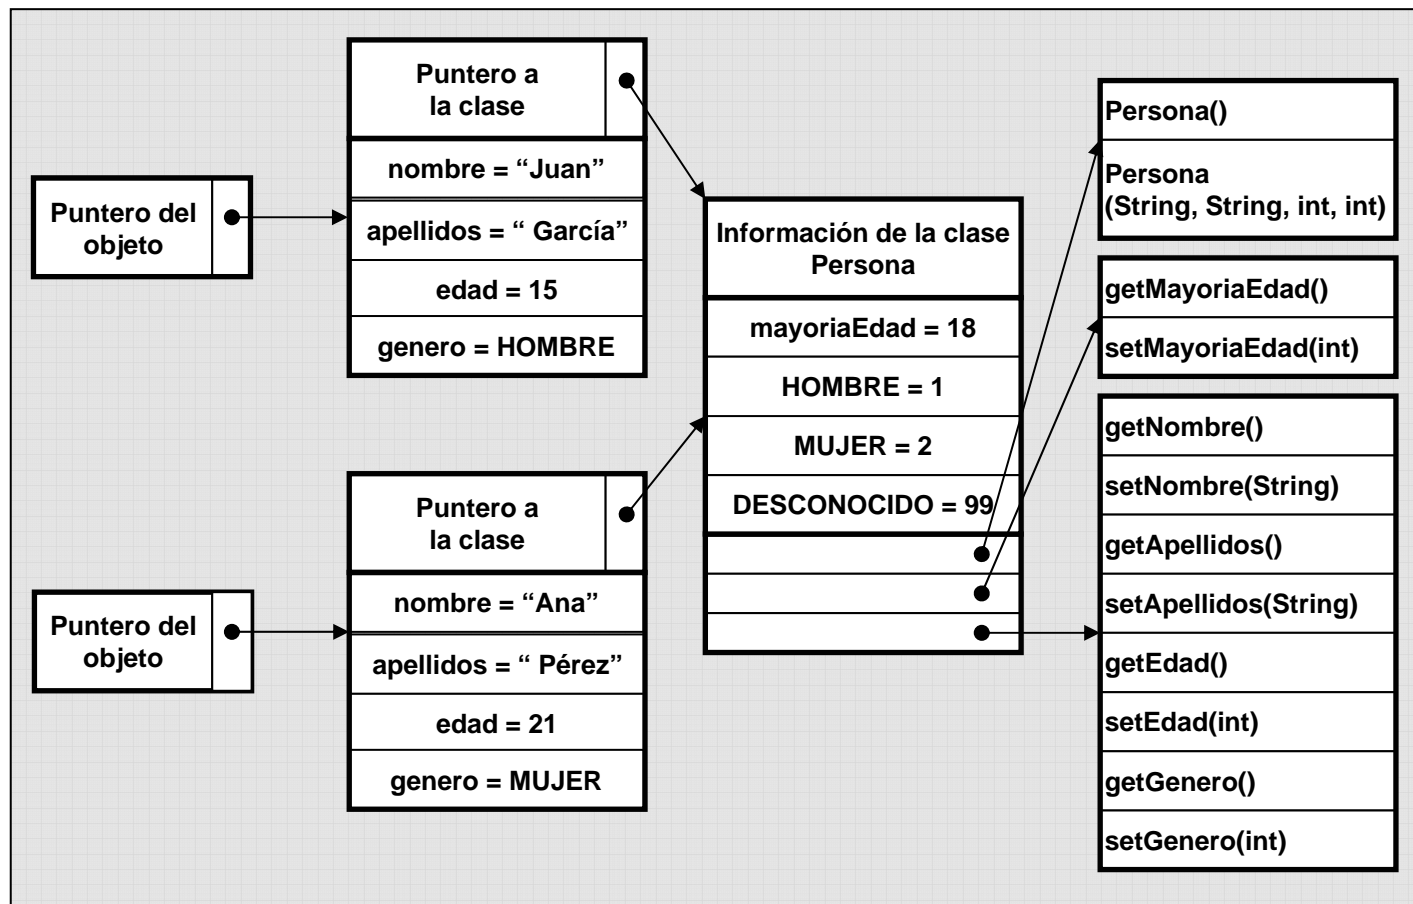 Puntero del
objeto
Puntero a
la clase
nombre = “Juan”
apellidos = “ García”
edad = 15
genero = HOMBRE
Puntero del
objeto
Puntero a
la clase
nombre = “Ana”
apellidos = “ Pérez”
edad = 21
genero = MUJER
Información de la clase
Persona
mayoriaEdad = 18
HOMBRE = 1
MUJER = 2
DESCONOCIDO = 99
Persona()
Persona
(String, String, int, int)
getMayoriaEdad()
setMayoriaEdad(int)
getNombre()
setNombre(String)
getApellidos()
setApellidos(String)
getEdad()
setEdad(int)
getGenero()
setGenero(int)